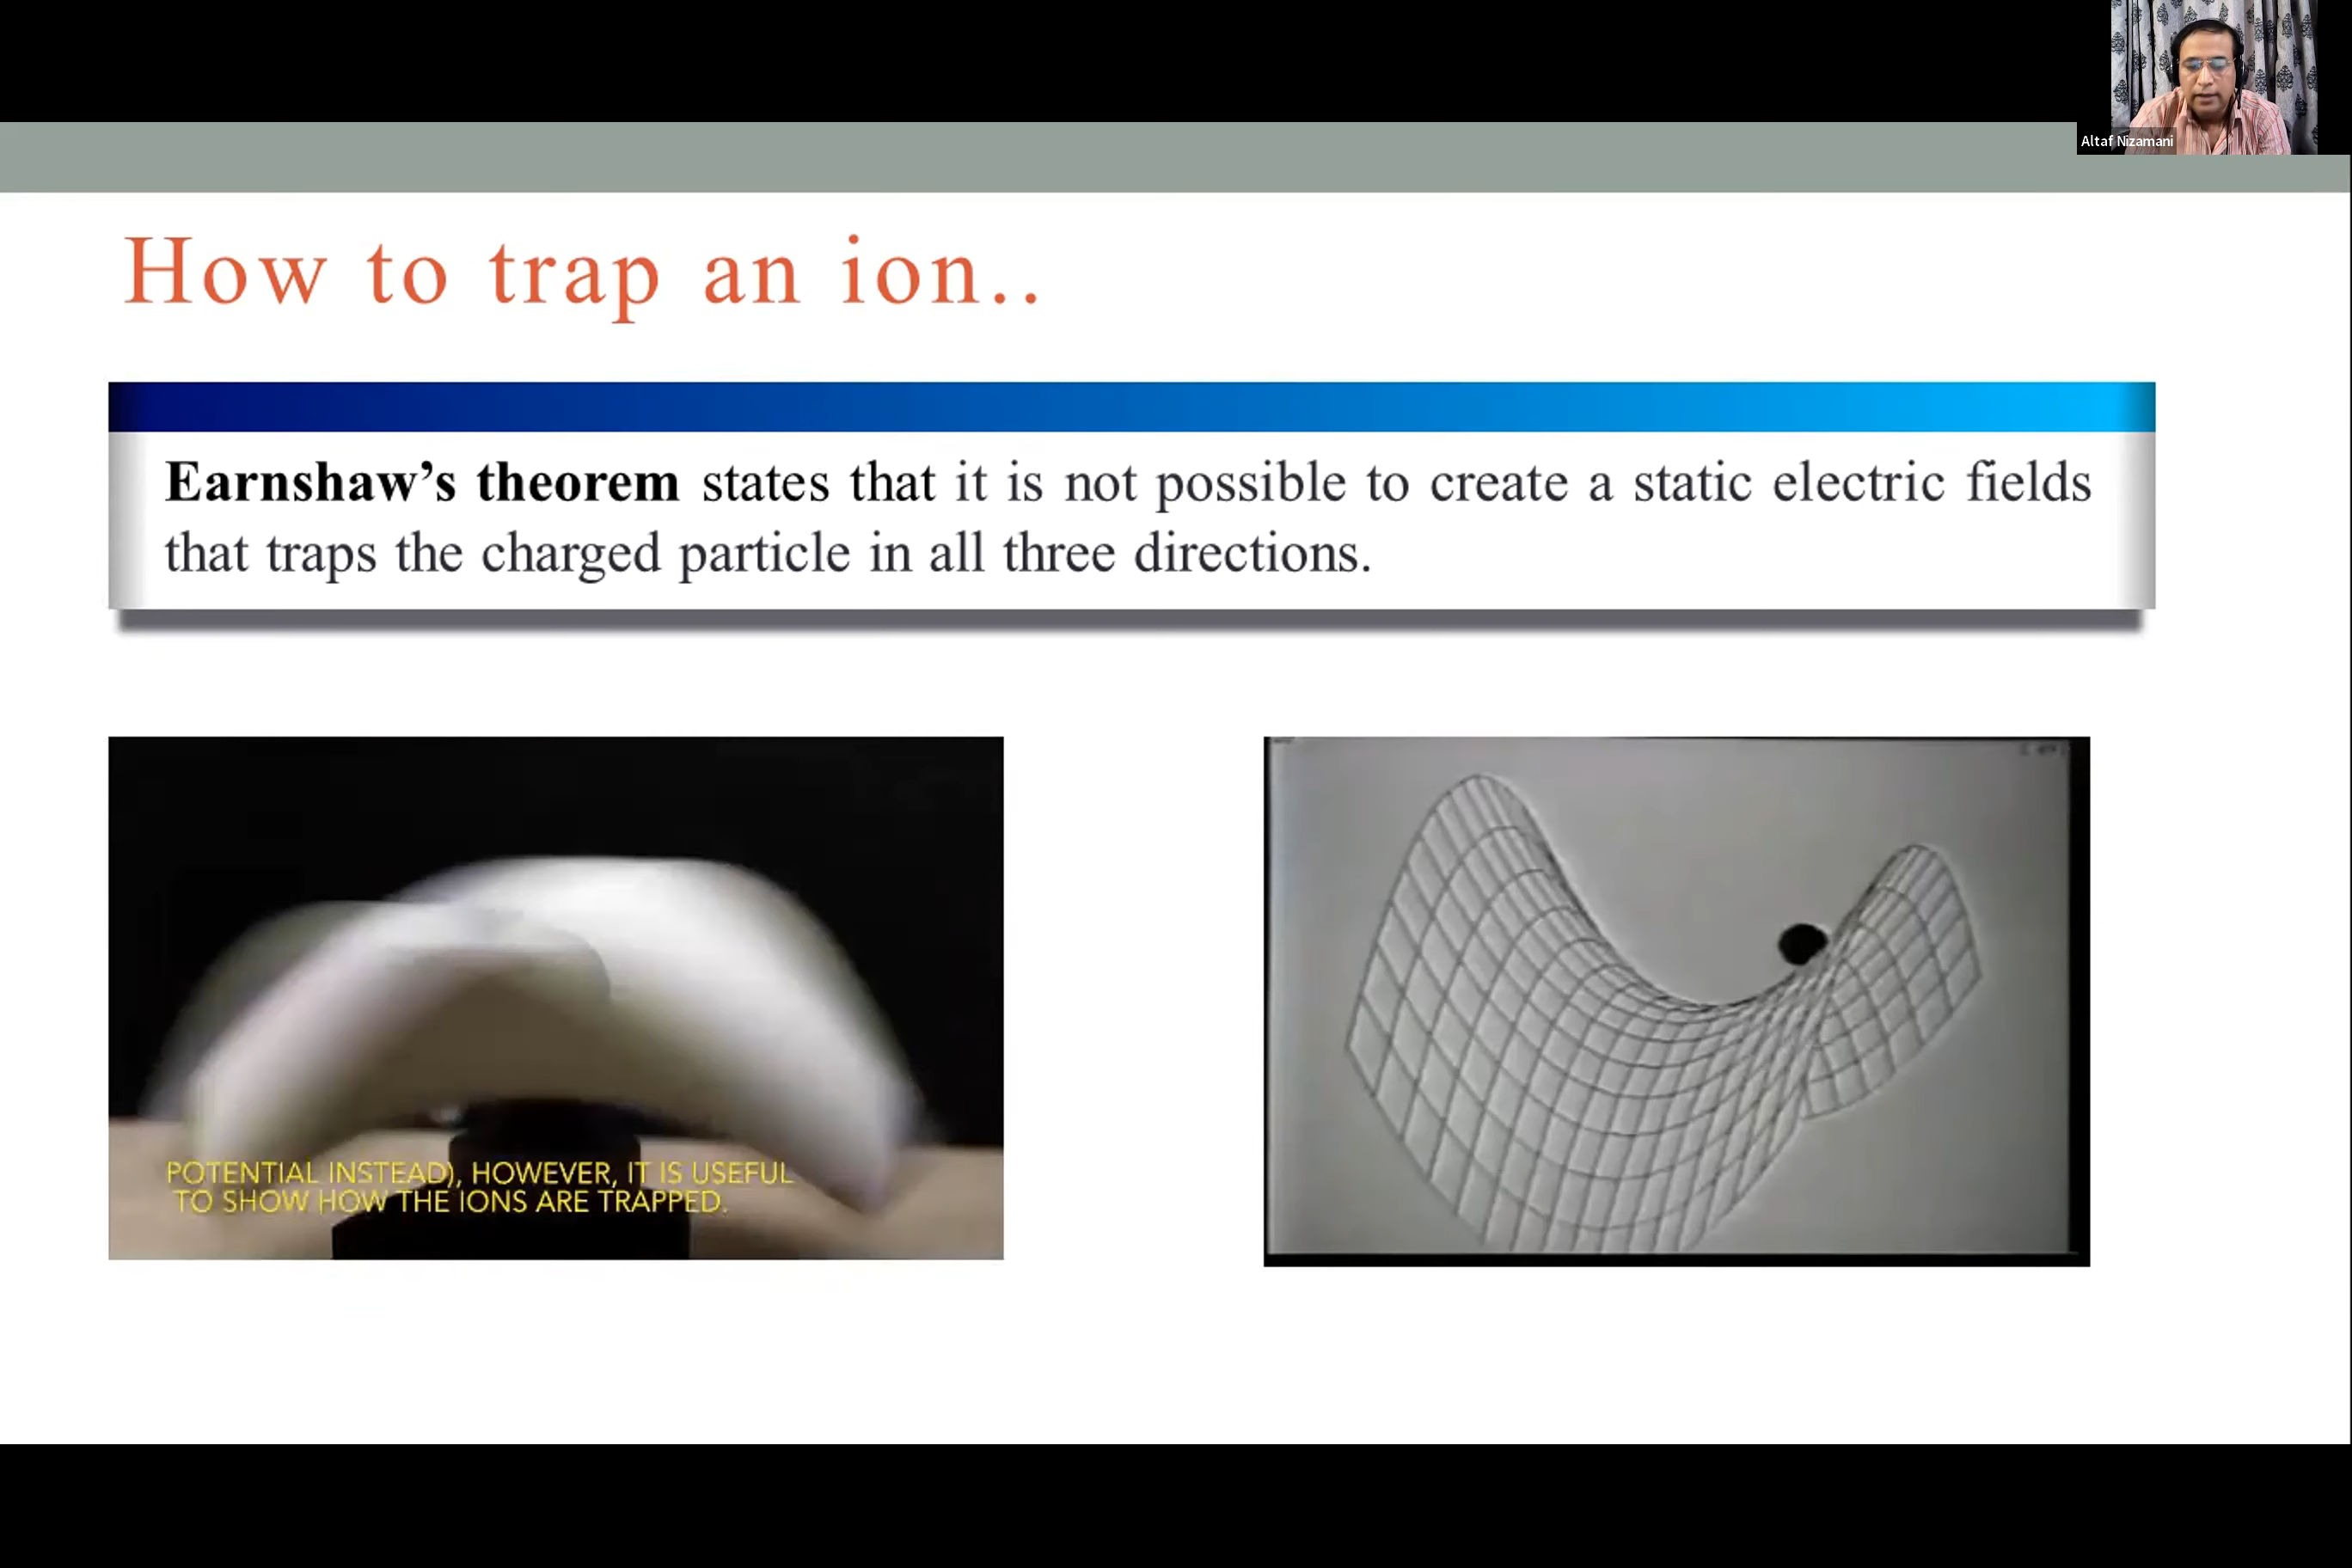 Altaf Nizamani
How to trap an ion..
Earnshaw’s theorem states that it is not possible to create a static electric fields
that traps the charged particle in all three directions.
POTENTIAL INSTEAD), HOWEVER, IT IS USEFUL
TO SHOW HOW THE IONS ARE TRAPPED.